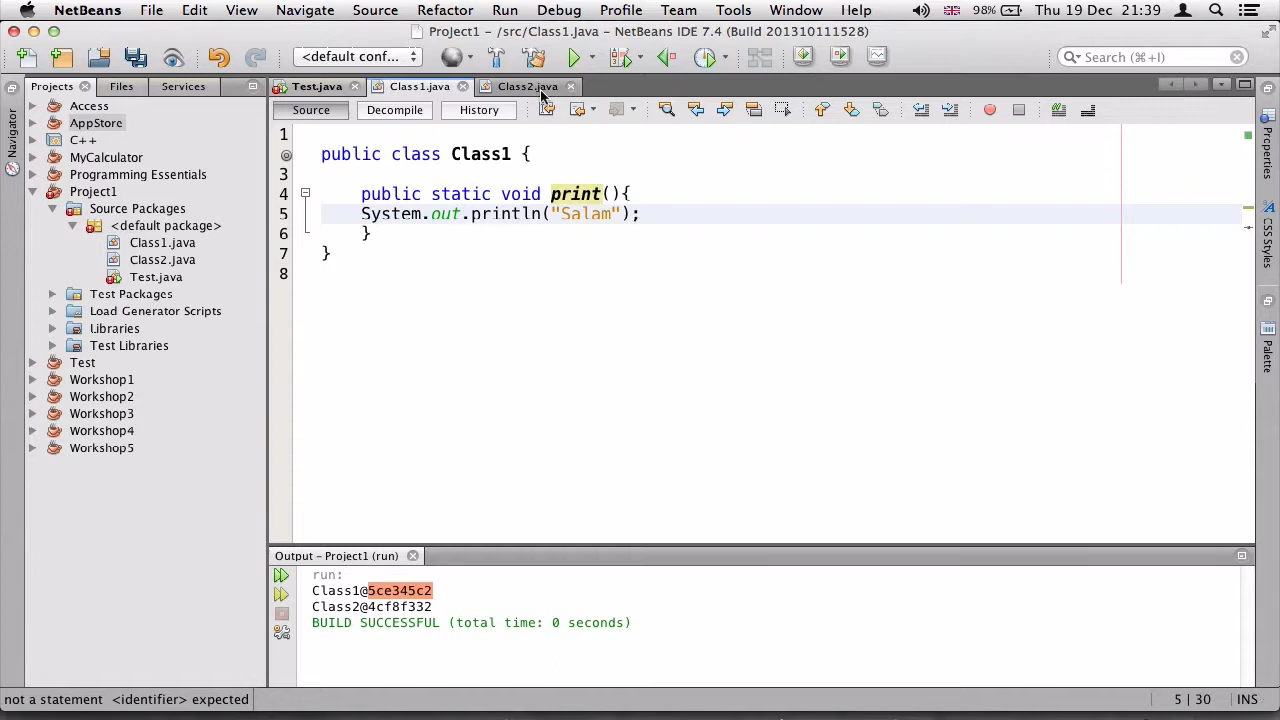 NetBeans File Edit View Navigate Source Refactor Run Debug Profile Team Tools Window Help 98% Thu 19 Dec 21:39
Project1 - /src/Class1.Java - NetBeans IDE 7.4 (Build 201310111528)
<default conf... Search (⌘+I)
Projects Files Services Test.java Class1.java Class2.java
Source Decompile History
Navigator
Access
AppStore
C++
MyCalculator
Programming Essentials
Project1
Source Packages
<default package>
Class1.java
Class2.java
Test.java
Test Packages
Load Generator Scripts
Libraries
Test Libraries
Test
Workshop1
Workshop2
Workshop3
Workshop4
Workshop5
1
public class Class1 {
3
4 public static void print(){
5 System.out.println("Salam");
6 }
7 }
8
Properties
CSS Styles
Palette
Output - Project1 (run)
run:
Class1@5ce345c2
Class2@4cf8f332
BUILD SUCCESSFUL (total time: 0 seconds)
not a statement <identifier> expected 5 | 30 INS